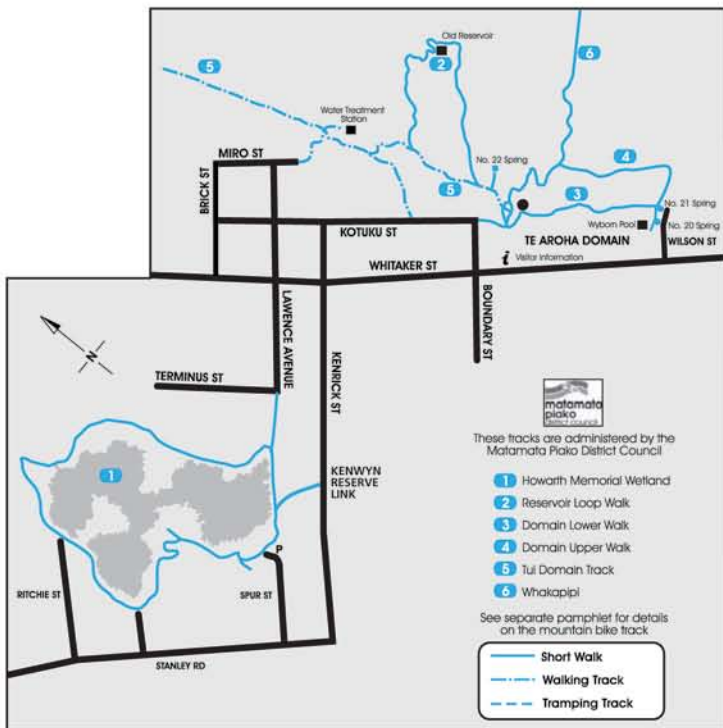 Old Reservoir
5
2
6
Water Treatment
Station
MIRO ST
No. 22 Spring
4
BRICK ST
5
3
No. 21 Spring
KOTUKU ST
Wyborn Pool
No. 20 Spring
TE AROHA DOMAIN
WILSON ST
WHITAKER ST
i Visitor Information
LAWENCE AVENUE
BOUNDARY ST
N
TERMINUS ST
KENRICK ST
matamata
piako
district council
These tracks are administered by the
Matamata Piako District Council
1
KENWYN
RESERVE
LINK
1 Howarth Memorial Wetland
2 Reservoir Loop Walk
3 Domain Lower Walk
4 Domain Upper Walk
5 Tui Domain Track
6 Whakapipi
P
RITCHIE ST
SPUR ST
See separate pamphlet for details
on the mountain bike track
STANLEY RD
Short Walk
Walking Track
Tramping Track